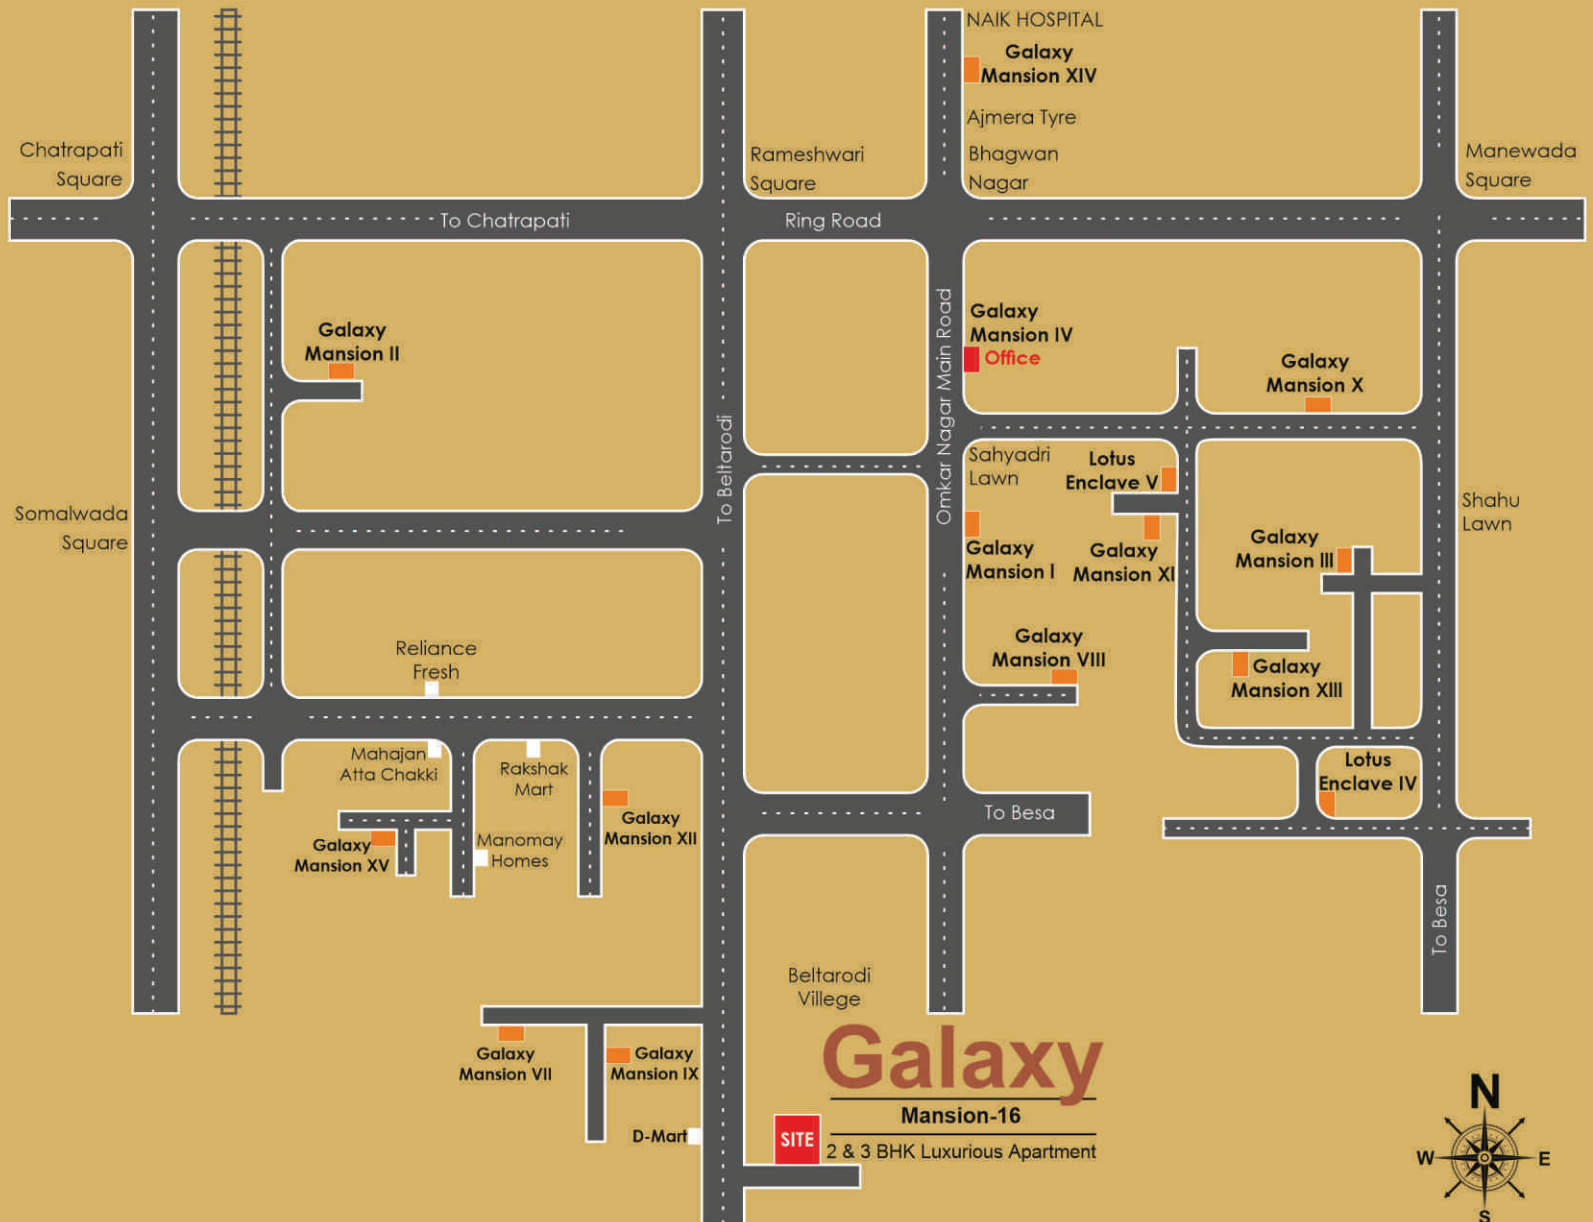 NAIK HOSPITAL
Galaxy
Mansion XIV
Ajmera Tyre
Chatrapati
Square
Rameshwari
Square
Bhagwan
Nagar
Manewada
Square
To Chatrapati
Ring Road
Galaxy
Mansion II
Galaxy
Mansion IV
Office
Omkar Nagar Main Road
Galaxy
Mansion X
To Beltarodi
Sahyadri
Lawn
Lotus
Enclave V
Somalwada
Square
Shahu
Lawn
Galaxy
Mansion I
Galaxy
Mansion XI
Galaxy
Mansion III
Reliance
Fresh
Galaxy
Mansion VIII
Galaxy
Mansion XIII
Mahajan
Atta Chakki
Rakshak
Mart
Lotus
Enclave IV
Galaxy
Mansion XII
To Besa
Galaxy
Mansion XV
Manomay
Homes
To Besa
Beltarodi
Villege
Galaxy
Mansion VII
Galaxy
Mansion IX
Galaxy
Mansion-16
D-Mart
SITE
2 & 3 BHK Luxurious Apartment
N
W
E
S